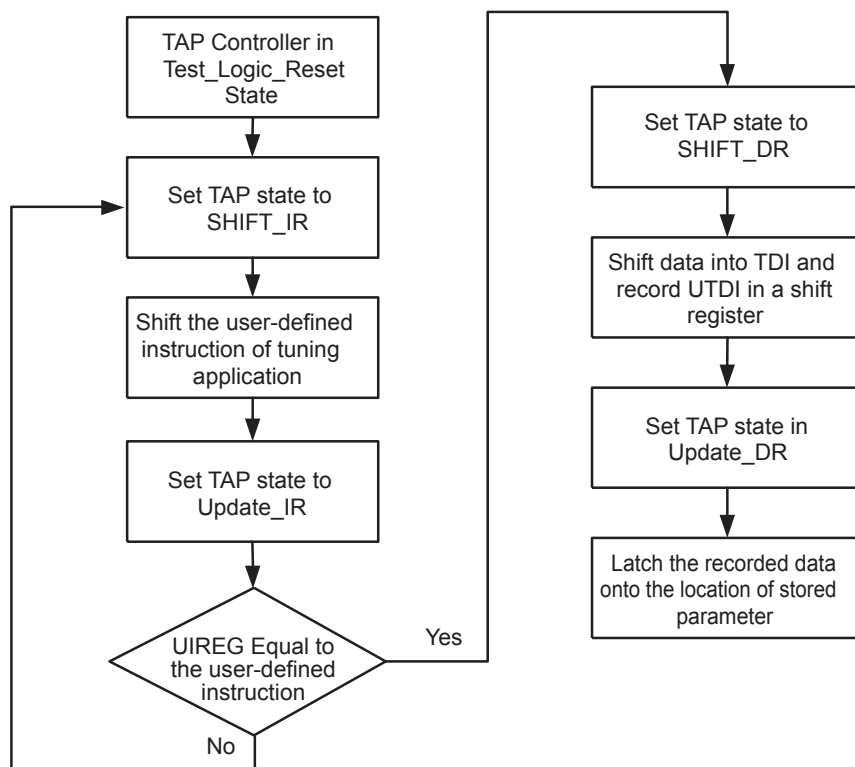 TAP Controller in
Test_Logic_Reset
State
Set TAP state to
SHIFT_IR
Shift the user-defined
instruction of tuning
application
Set TAP state to
Update_IR
UIREG Equal to
the user-defined
instruction
Yes
No
Set TAP state to
SHIFT_DR
Shift data into TDI and
record UTDI in a shift
register
Set TAP state in
Update_DR
Latch the recorded data
onto the location of stored
parameter